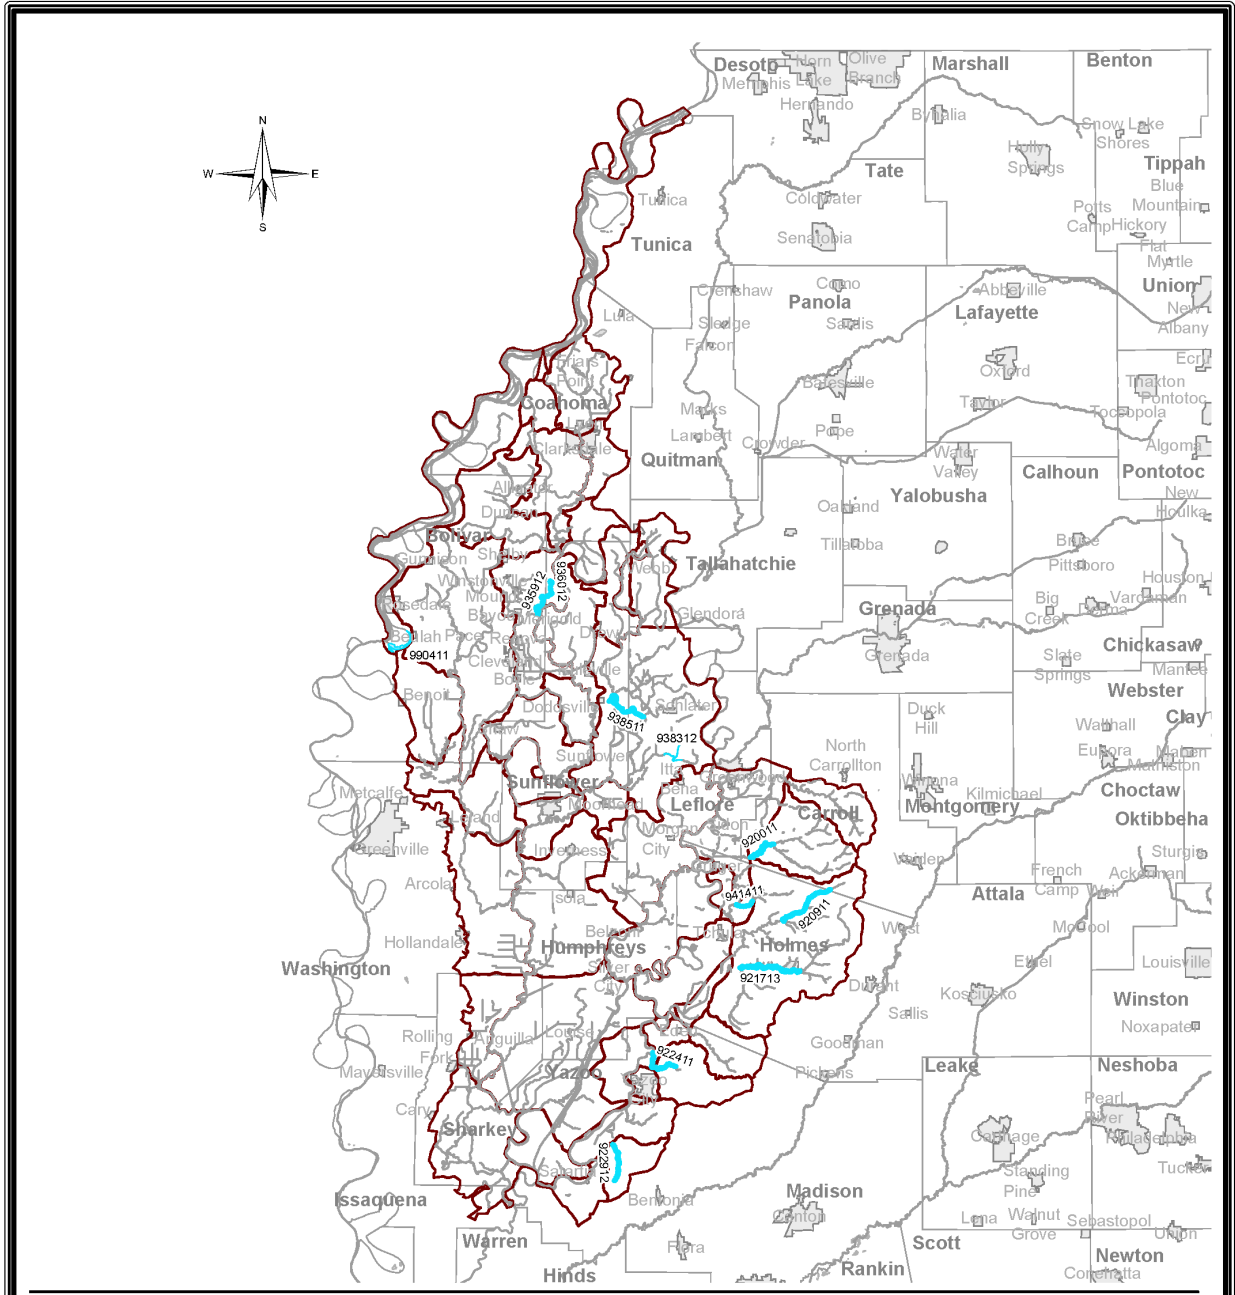 Desoto
Horn
Lake
Olive
Branch
Marshall
Benton
Memphis
Hernando
Byhalia
Snow Lake
Shores
N
W
E
S
Holly
Springs
Tate
Tippah
Blue
Mountain
Tunica
Coldwater
Potts
Camp
Hickory
Flat
Senatobia
Tunica
Myrtle
Crenshaw
Como
Panola
Abbeville
Union
New
Albany
Lula
Sledge
Sardis
Lafayette
Falcon
Friars
Point
Ecru
Batesville
Oxford
Thaxton
Coahoma
Marks
Taylor
Pontotoc
Toccopola
Lambert
Crowder
Pope
Clarksdale
Quitman
Water
Valley
Algoma
Calhoun
Pontotoc
Alligator
Yalobusha
New
Houlka
Duncan
Oakland
Bolivar
Tillatoba
Bruce
Gunnison
Shelby
Webb
Tallahatchie
Pittsboro
Houston
Winstonville
935912
936012
Mound
Bayou
Rosedale
Merigold
Glendora
Grenada
Big
Creek
Derma
Vardaman
Beulah
Pace
Renova
Drew
990411
Grenada
Chickasaw
Cleveland
Boyle
Ruleville
Slate
Springs
Mantee
Benoit
Doddsville
938511
Schlater
Webster
Shaw
938312
Duck
Hill
Walthall
Clay
Sunflower
Itta
Bena
Greenwood
North
Carrollton
Eupora
Maben
Mathiston
Sunflower
Winona
Metcalfe
Moorhead
Leflore
Kilmichael
Choctaw
Leland
Carroll
Montgomery
Oktibbeha
Greenville
Morgan
City
Sidon
920011
Inverness
Cruger
Vaiden
Sturgis
Arcola
Isola
941411
920911
French
Camp
Ackerman
Weir
Attala
Hollandale
Belzoni
Tchula
West
McCool
Humphreys
Holmes
Washington
Silver
City
921713
Ethel
Louisville
Durant
Kosciusko
Winston
Sallis
Noxapater
Rolling
Fork
Anguilla
Louise
Eden
Goodman
Mayersville
Yazoo
922411
Pickens
Leake
Neshoba
Yazoo
City
Cary
Pearl
River
Sharkey
Carthage
Philadelphia
Satartia
922912
Standing
Pine
Tucker
Issaquena
Bentonia
Madison
Canton
Lena
Walnut
Grove
Sebastopol
Union
Warren
Flora
Scott
Newton
Hinds
Rankin
Conehatta